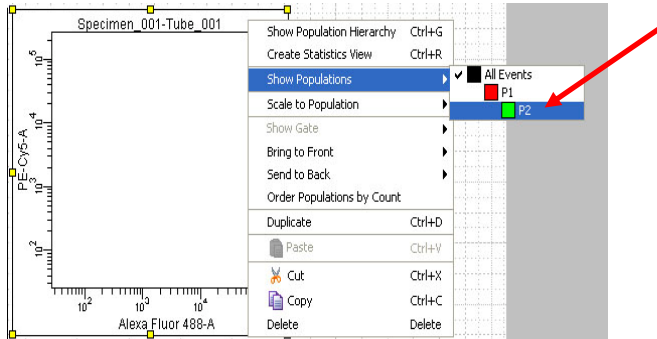 Specimen_001-Tube_001
PE-Cy5-A
10^5
10^4
10^3
10^2
10^2 10^3 10^4
Alexa Fluor 488-A
Show Population Hierarchy Ctrl+G
Create Statistics View Ctrl+R
Show Populations
Scale to Population
Show Gate
Bring to Front
Send to Back
Order Populations by Count
Duplicate Ctrl+D
Paste Ctrl+V
Cut Ctrl+X
Copy Ctrl+C
Delete Delete
All Events
P1
P2